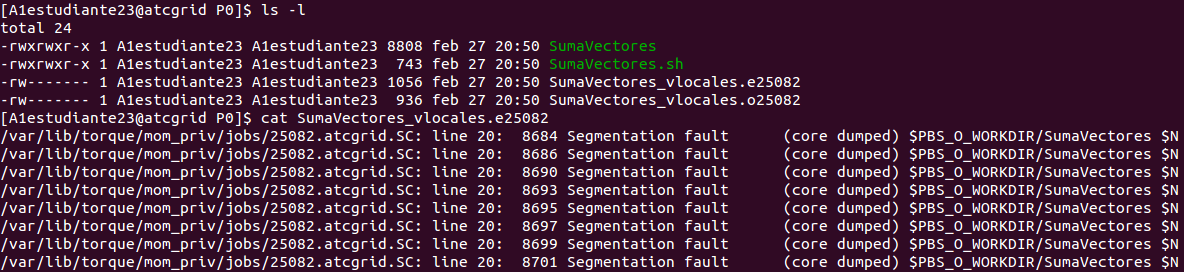 [A1estudiante23@atcgrid P0]$ ls -l
total 24
-rwxrwxr-x 1 A1estudiante23 A1estudiante23 8808 feb 27 20:50 SumaVectores
-rwxrwxr-x 1 A1estudiante23 A1estudiante23  743 feb 27 20:50 SumaVectores.sh
-rw------- 1 A1estudiante23 A1estudiante23 1056 feb 27 20:50 SumaVectores_vlocales.e25082
-rw------- 1 A1estudiante23 A1estudiante23  936 feb 27 20:50 SumaVectores_vlocales.o25082
[A1estudiante23@atcgrid P0]$ cat SumaVectores_vlocales.e25082
/var/lib/torque/mom_priv/jobs/25082.atcgrid.SC: line 20:  8684 Segmentation fault      (core dumped) $PBS_O_WORKDIR/SumaVectores $N
/var/lib/torque/mom_priv/jobs/25082.atcgrid.SC: line 20:  8686 Segmentation fault      (core dumped) $PBS_O_WORKDIR/SumaVectores $N
/var/lib/torque/mom_priv/jobs/25082.atcgrid.SC: line 20:  8690 Segmentation fault      (core dumped) $PBS_O_WORKDIR/SumaVectores $N
/var/lib/torque/mom_priv/jobs/25082.atcgrid.SC: line 20:  8693 Segmentation fault      (core dumped) $PBS_O_WORKDIR/SumaVectores $N
/var/lib/torque/mom_priv/jobs/25082.atcgrid.SC: line 20:  8695 Segmentation fault      (core dumped) $PBS_O_WORKDIR/SumaVectores $N
/var/lib/torque/mom_priv/jobs/25082.atcgrid.SC: line 20:  8697 Segmentation fault      (core dumped) $PBS_O_WORKDIR/SumaVectores $N
/var/lib/torque/mom_priv/jobs/25082.atcgrid.SC: line 20:  8699 Segmentation fault      (core dumped) $PBS_O_WORKDIR/SumaVectores $N
/var/lib/torque/mom_priv/jobs/25082.atcgrid.SC: line 20:  8701 Segmentation fault      (core dumped) $PBS_O_WORKDIR/SumaVectores $N